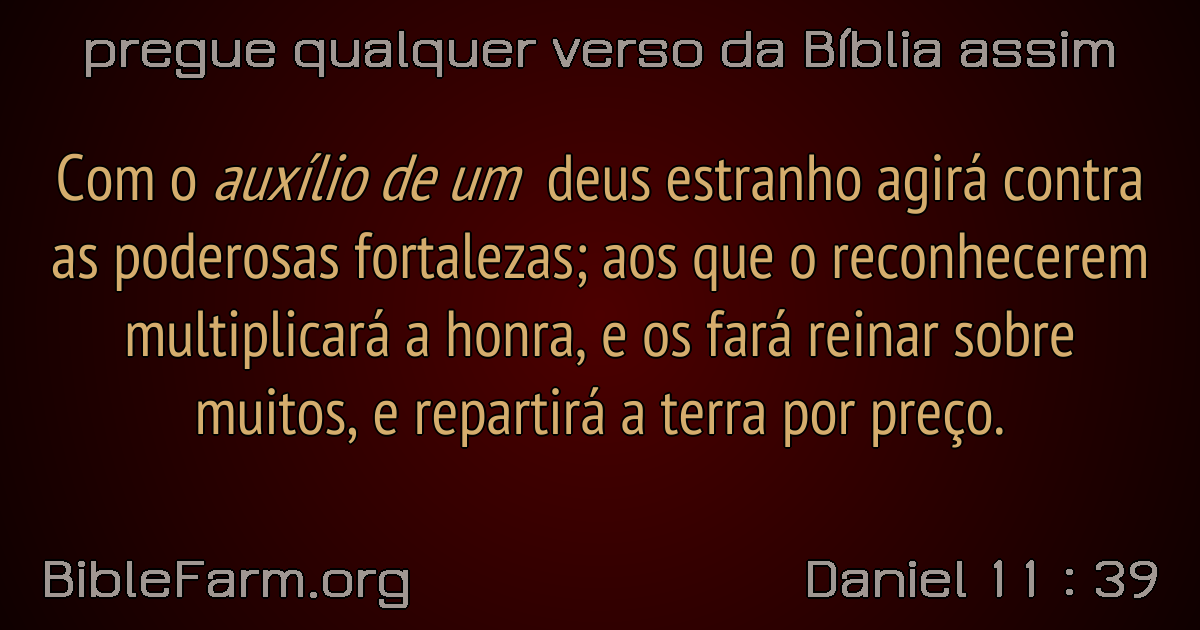 pregue qualquer verso da Bíblia assim
Com o auxílio de um deus estranho agirá contra
as poderosas fortalezas; aos que o reconhecerem
multiplicará a honra, e os fará reinar sobre
muitos, e repartirá a terra por preço.
BibleFarm.org
Daniel 11 : 39